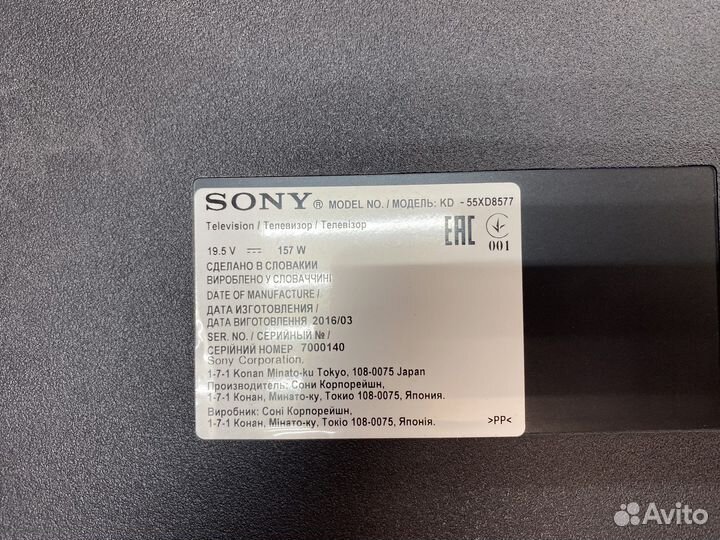 SONY® MODEL NO. / МОДЕЛЬ: KD - 55XD8577
Television / Телевизор / Телевізор
EAC
001
19.5 V ⎓ 157 W
СДЕЛАНО В СЛОВАКИИ
ВИРОБЛЕНО У СЛОВАЧЧИНІ
DATE OF MANUFACTURE /
ДАТА ИЗГОТОВЛЕНИЯ /
ДАТА ВИГОТОВЛЕННЯ 2016/03
SER. NO. / СЕРИЙНЫЙ № /
СЕРІЙНИЙ НОМЕР 7000140
Sony Corporation,
1-7-1 Konan Minato-ku Tokyo, 108-0075 Japan
Производитель: Сони Корпорейшн,
1-7-1 Конан, Минато-ку, Токио 108-0075, Япония.
Виробник: Соні Корпорейшн,
1-7-1 Конан, Мінато-ку, Токіо 108-0075, Японія.
>PP<
Avito